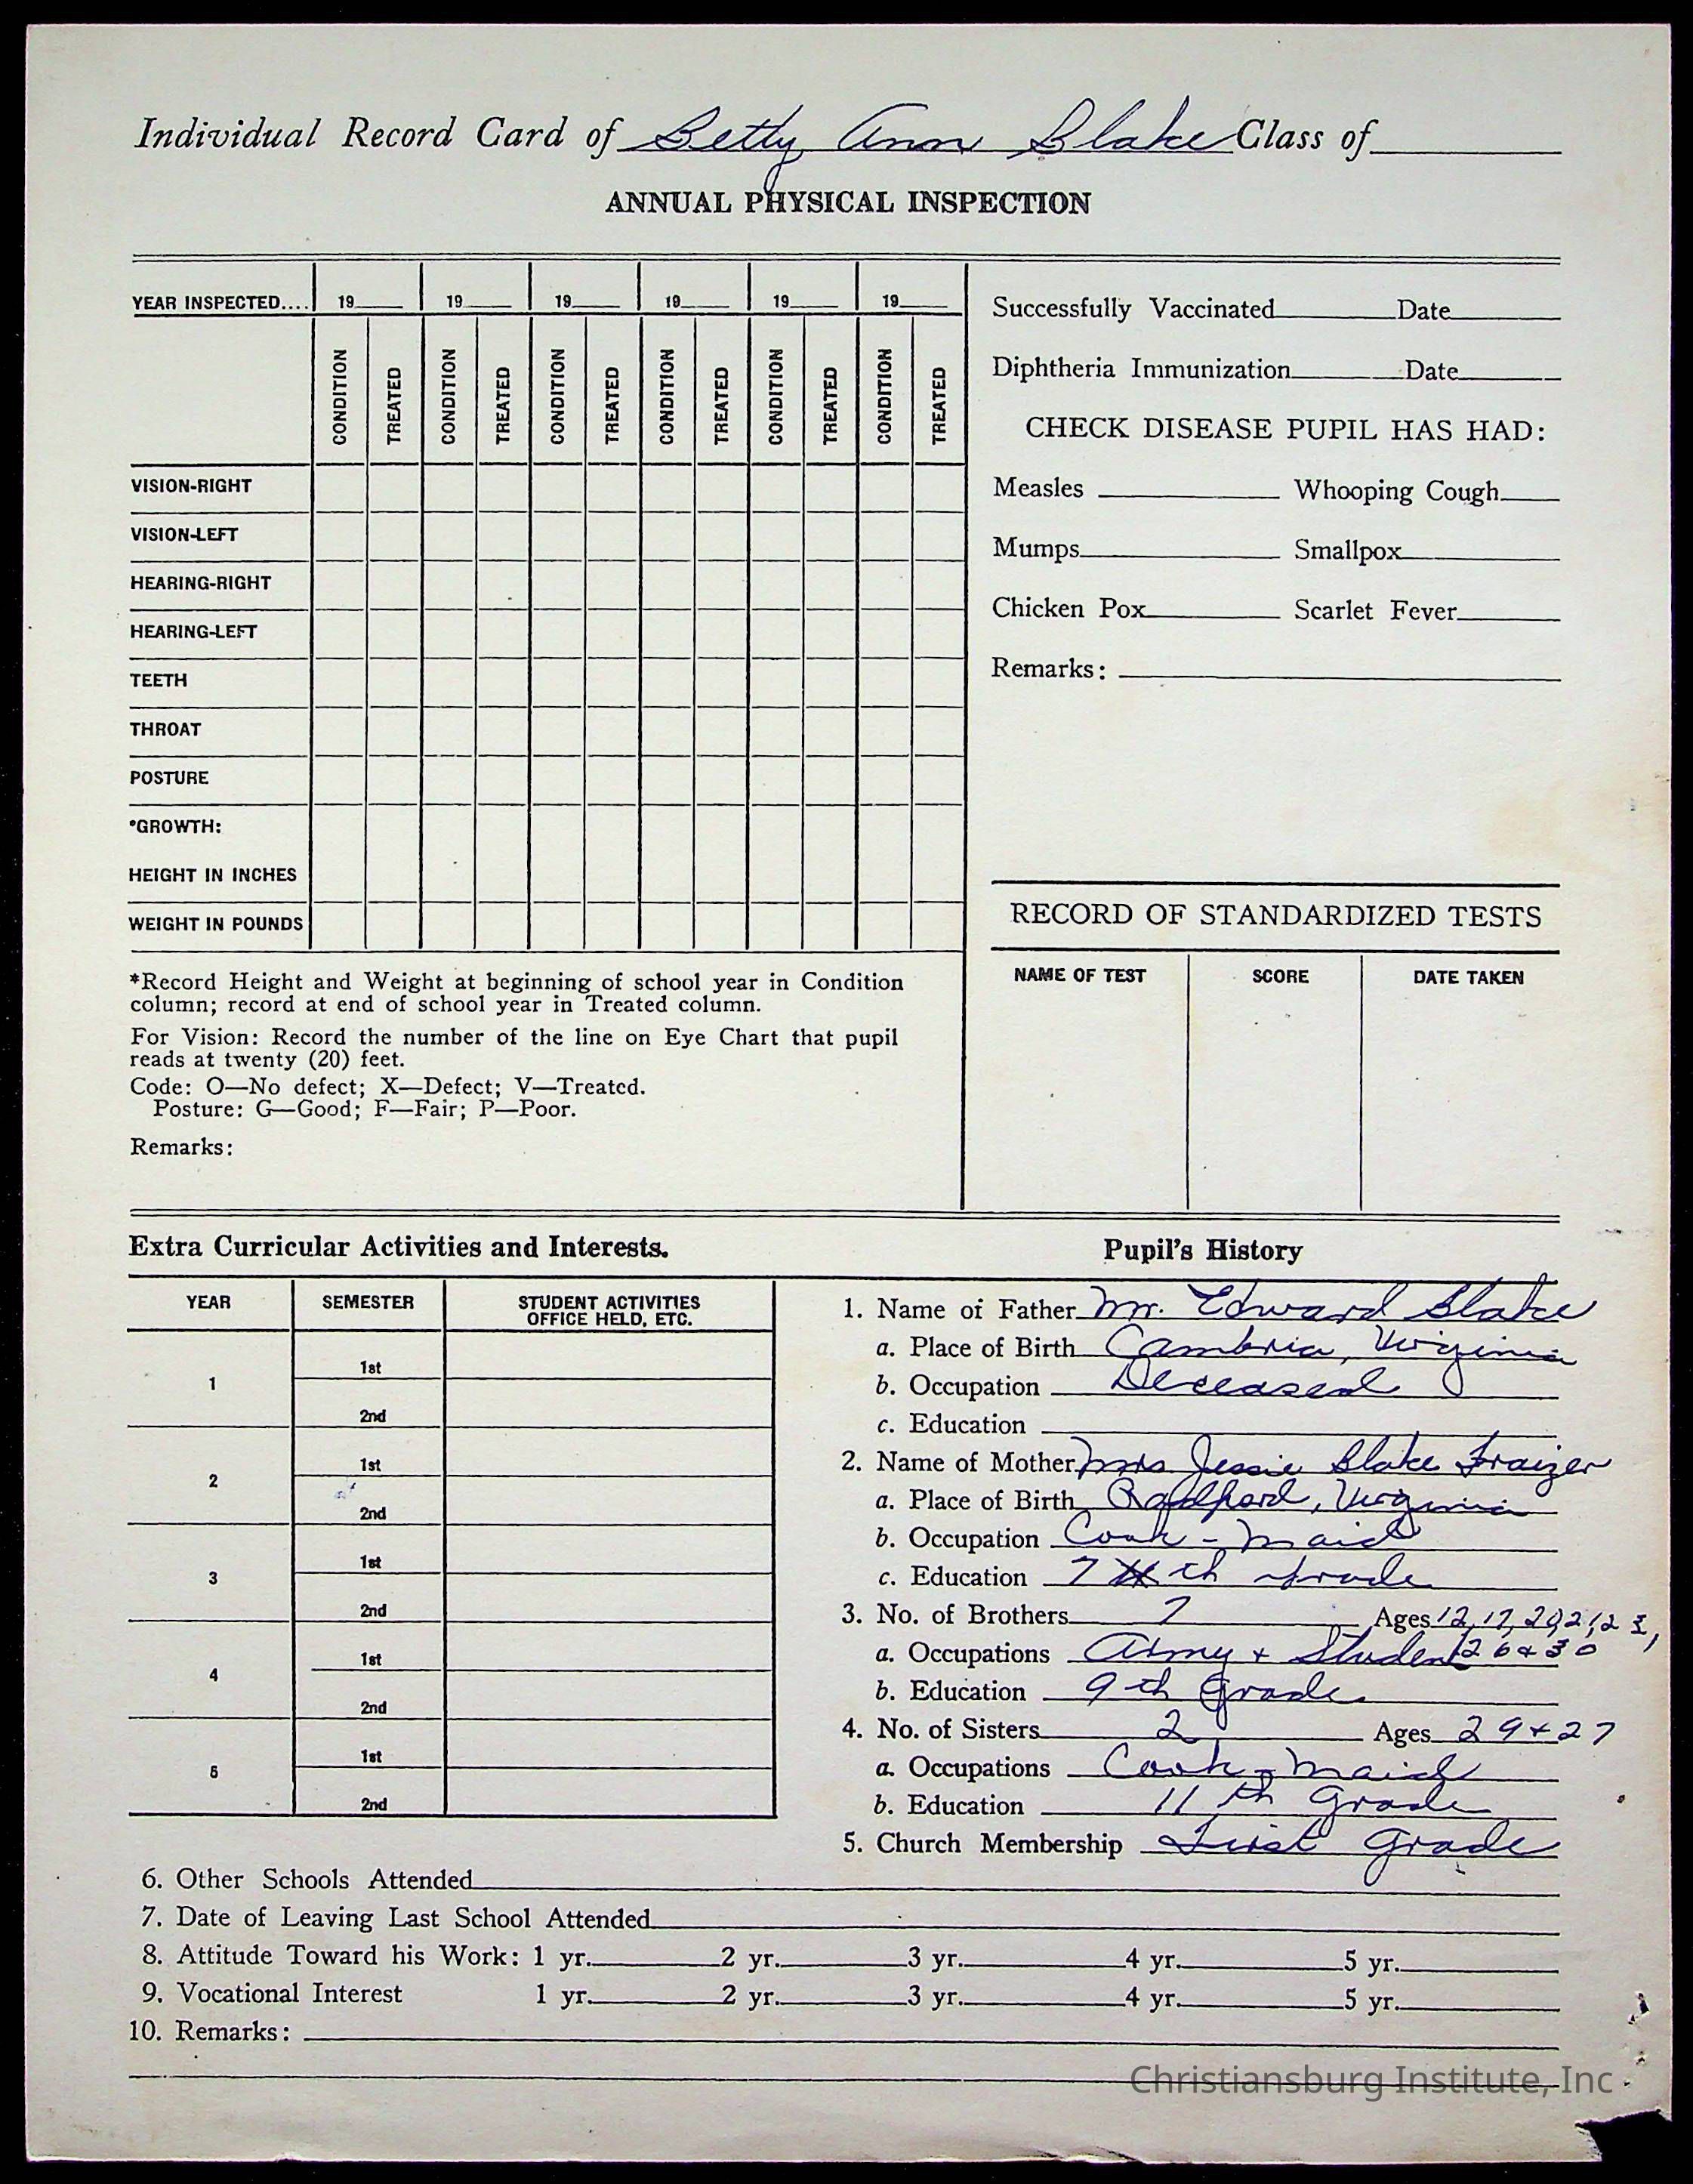 Individual Record Card of Betty Ann Blake Class of
ANNUAL PHYSICAL INSPECTION
YEAR INSPECTED.... 19 19 19 19 19 19
CONDITION TREATED CONDITION TREATED CONDITION TREATED CONDITION TREATED CONDITION TREATED CONDITION TREATED
VISION-RIGHT
VISION-LEFT
HEARING-RIGHT
HEARING-LEFT
TEETH
THROAT
POSTURE
*GROWTH:
HEIGHT IN INCHES
WEIGHT IN POUNDS
*Record Height and Weight at beginning of school year in Condition
column; record at end of school year in Treated column.
For Vision: Record the number of the line on Eye Chart that pupil
reads at twenty (20) feet.
Code: O—No defect; X—Defect; V—Treated.
Posture: G—Good; F—Fair; P—Poor.
Remarks:
Successfully Vaccinated Date
Diphtheria Immunization Date
CHECK DISEASE PUPIL HAS HAD:
Measles Whooping Cough
Mumps Smallpox
Chicken Pox Scarlet Fever
Remarks:
RECORD OF STANDARDIZED TESTS
NAME OF TEST SCORE DATE TAKEN
Extra Curricular Activities and Interests.
YEAR SEMESTER STUDENT ACTIVITIES
OFFICE HELD, ETC.
1 1st
2nd
2 1st
2nd
3 1st
2nd
4 1st
2nd
5 1st
2nd
Pupil's History
1. Name of Father Mr. Edward Blake
a. Place of Birth Cambria, Virginia
b. Occupation Deceased
c. Education
2. Name of Mother Mrs Jessie Blake Fraizer
a. Place of Birth Radford, Virginia
b. Occupation Cook - Maid
c. Education 7 th grade
3. No. of Brothers 7 Ages 12, 17, 20, 21, 23,
a. Occupations Army + Student 26 & 30
b. Education 9th Grade
4. No. of Sisters 2 Ages 29 + 27
a. Occupations Cook - Maid
b. Education 11 th Grade
5. Church Membership First Grade
6. Other Schools Attended
7. Date of Leaving Last School Attended
8. Attitude Toward his Work: 1 yr. 2 yr. 3 yr. 4 yr. 5 yr.
9. Vocational Interest 1 yr. 2 yr. 3 yr. 4 yr. 5 yr.
10. Remarks:
Christiansburg Institute, Inc